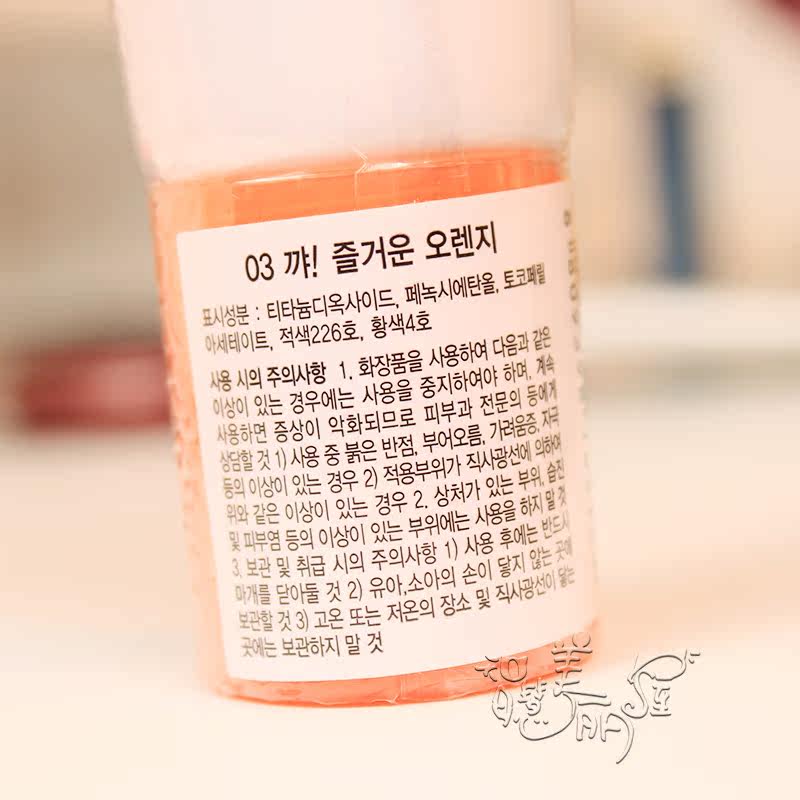 03 꺄! 즐거운 오렌지
표시성분 : 티타늄디옥사이드, 페녹시에탄올, 토코페릴
아세테이트, 적색226호, 황색4호
사용 시의 주의사항 1. 화장품을 사용하여 다음과 같은
이상이 있는 경우에는 사용을 중지하여야 하며, 계속
사용하면 증상이 악화되므로 피부과 전문의 등에게
상담할 것 1) 사용 중 붉은 반점, 부어오름, 가려움증, 자극
등의 이상이 있는 경우 2) 적용부위가 직사광선에 의하여
위와 같은 이상이 있는 경우 2. 상처가 있는 부위, 습진
및 피부염 등의 이상이 있는 부위에는 사용을 하지 말 것
3. 보관 및 취급 시의 주의사항 1) 사용 후에는 반드시
마개를 닫아둘 것 2) 유아,소아의 손이 닿지 않는 곳에
보관할 것 3) 고온 또는 저온의 장소 및 직사광선이 닿는
곳에는 보관하지 말 것
智慧美丽屋